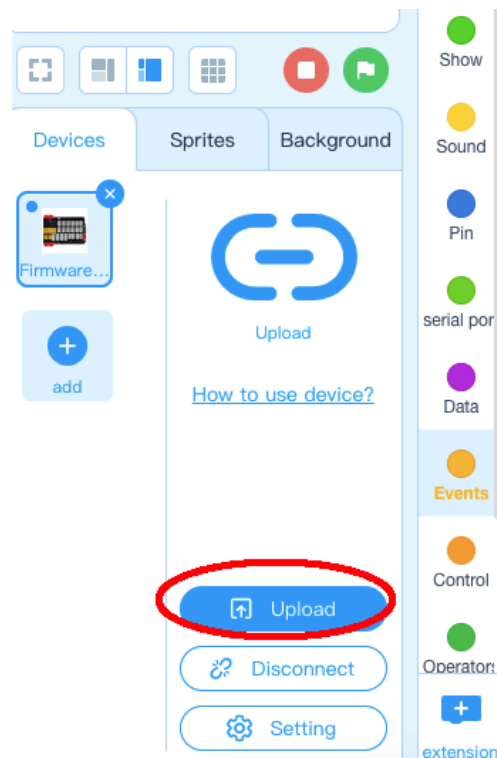 Devices
Sprites
Background
Firmware...
add
Upload
How to use device?
Upload
Disconnect
Setting
Show
Sound
Pin
serial por
Data
Events
Control
Operators
extension